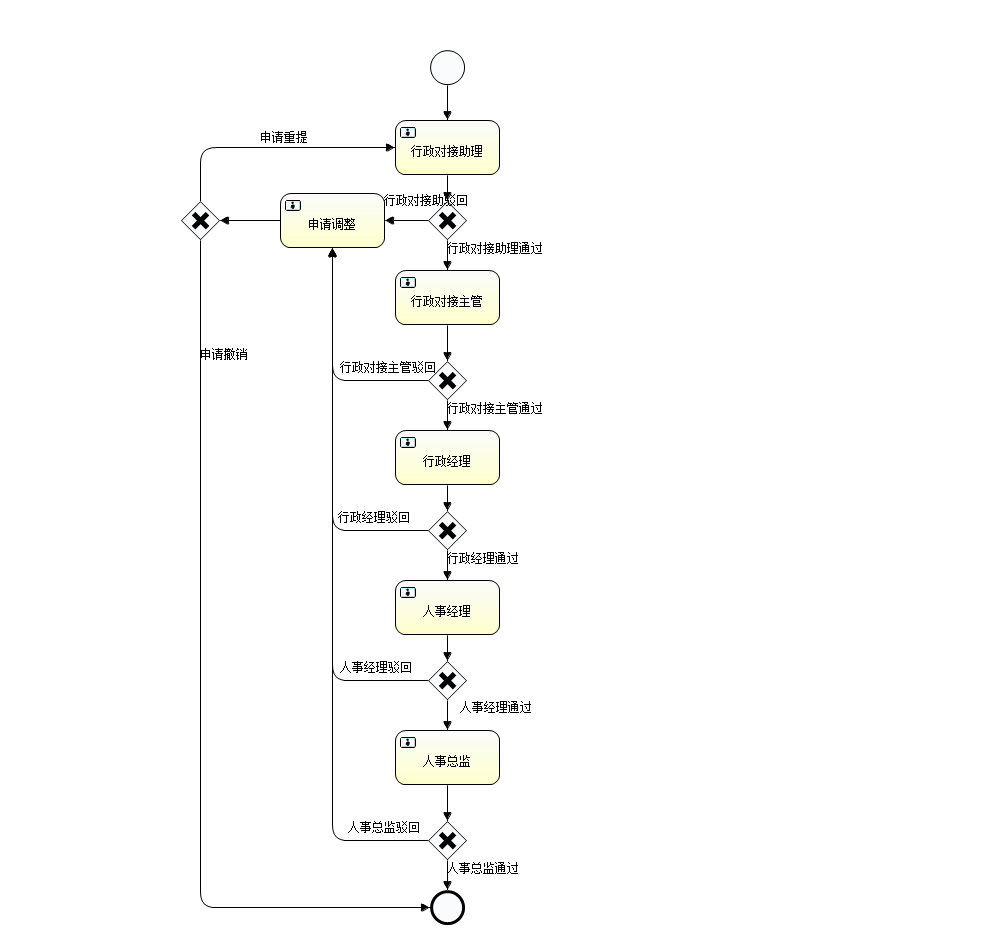 申请重提
行政对接助理
行政对接助驳回
申请调整
行政对接助理通过
行政对接主管
申请撤销
行政对接主管驳回
行政对接主管通过
行政经理
行政经理驳回
行政经理通过
人事经理
人事经理驳回
人事经理通过
人事总监
人事总监驳回
人事总监通过